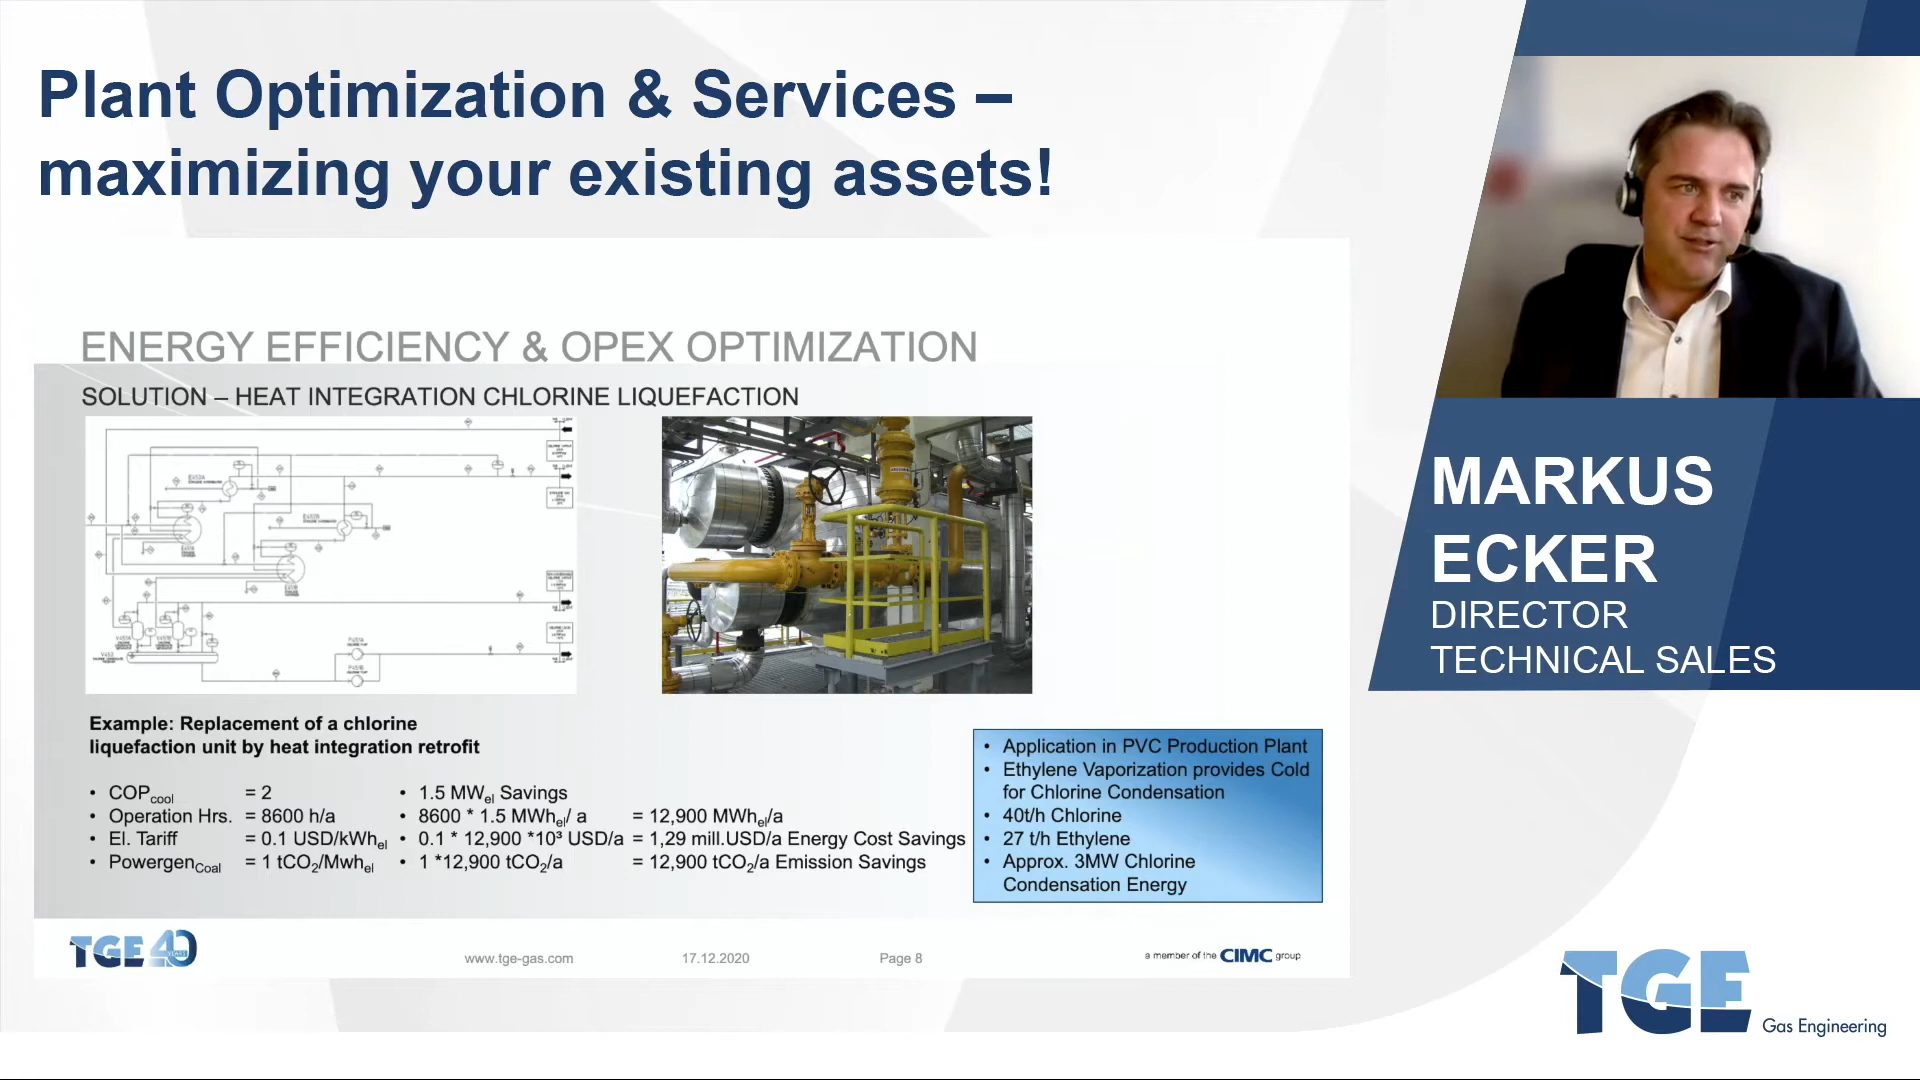 Plant Optimization & Services –
maximizing your existing assets!
ENERGY EFFICIENCY & OPEX OPTIMIZATION
SOLUTION – HEAT INTEGRATION CHLORINE LIQUEFACTION
Example: Replacement of a chlorine
liquefaction unit by heat integration retrofit
• COPcool = 2
• Operation Hrs. = 8600 h/a
• El. Tariff = 0.1 USD/kWhel
• PowergenCoal = 1 tCO2/Mwhel
• 1.5 MWel Savings
• 8600 * 1.5 MWhel/ a = 12,900 MWhel/a
• 0.1 * 12,900 *10³ USD/a = 1,29 mill.USD/a Energy Cost Savings
• 1 *12,900 tCO2/a = 12,900 tCO2/a Emission Savings
• Application in PVC Production Plant
• Ethylene Vaporization provides Cold
for Chlorine Condensation
• 40t/h Chlorine
• 27 t/h Ethylene
• Approx. 3MW Chlorine
Condensation Energy
TGE 40
www.tge-gas.com
17.12.2020
Page 8
a member of the CIMC group
MARKUS
ECKER
DIRECTOR
TECHNICAL SALES
TGE Gas Engineering